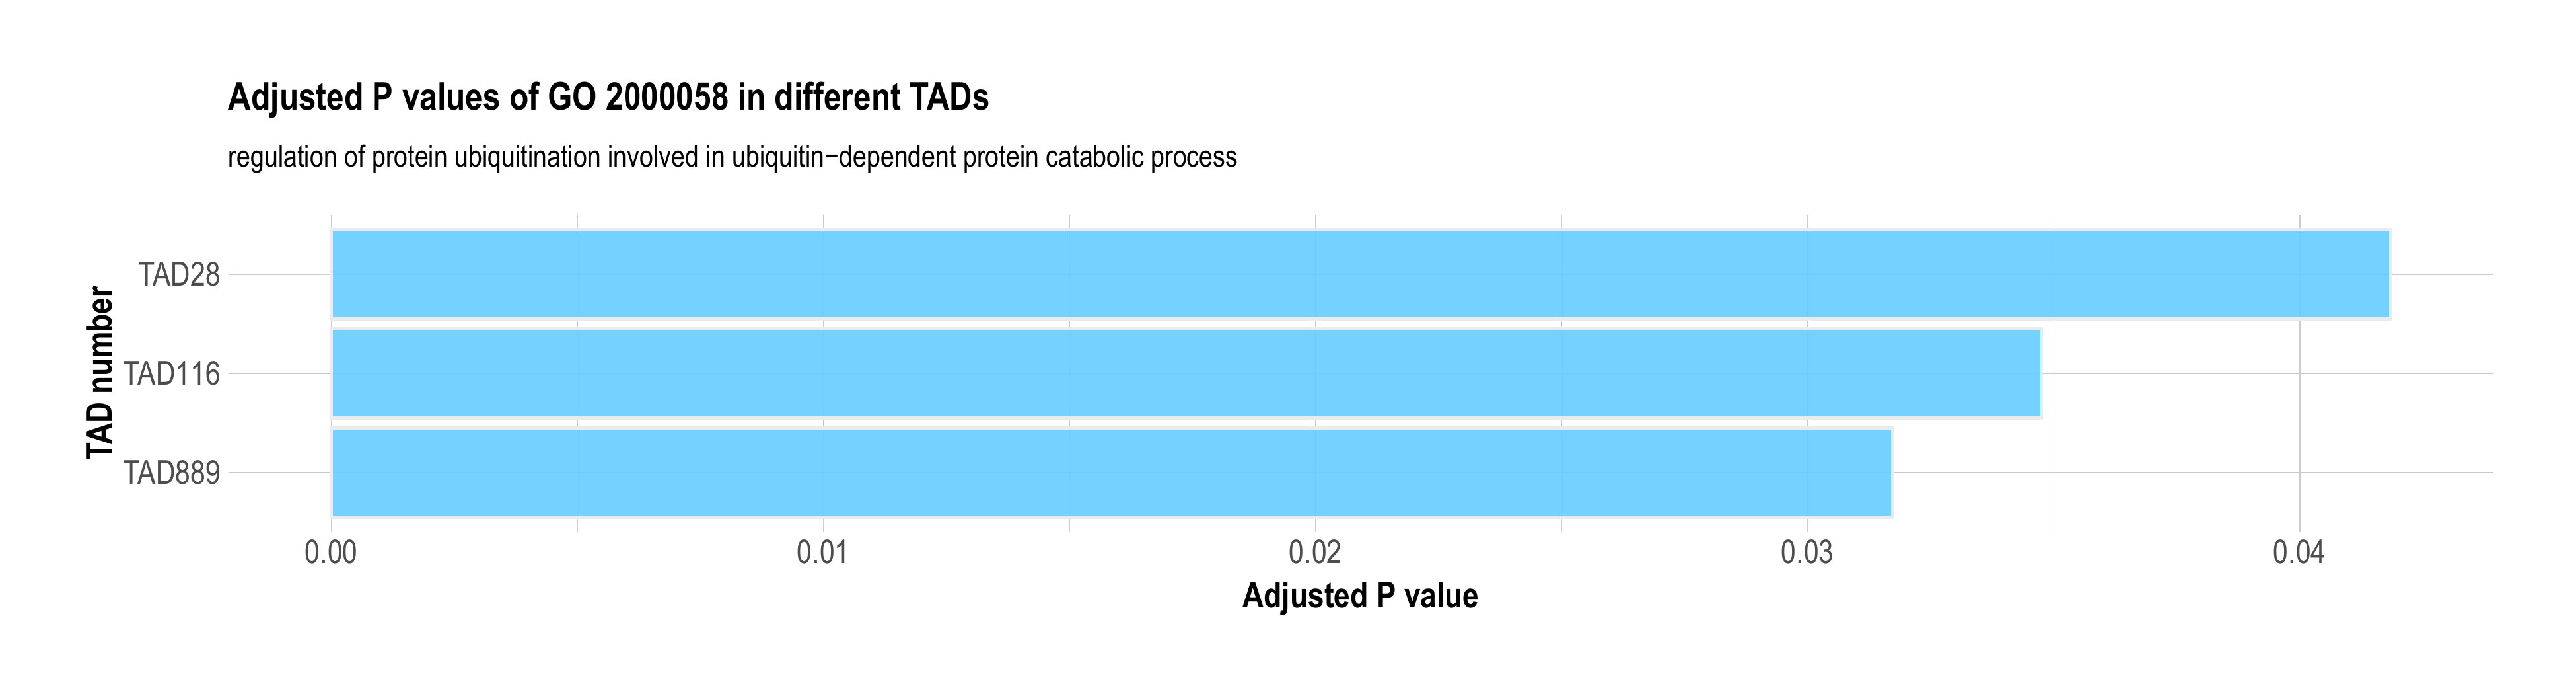 Adjusted P values of GO 2000058 in different TADs
regulation of protein ubiquitination involved in ubiquitin−dependent protein catabolic process
TAD number
TAD28
TAD116
TAD889
0.00 0.01 0.02 0.03 0.04
Adjusted P value